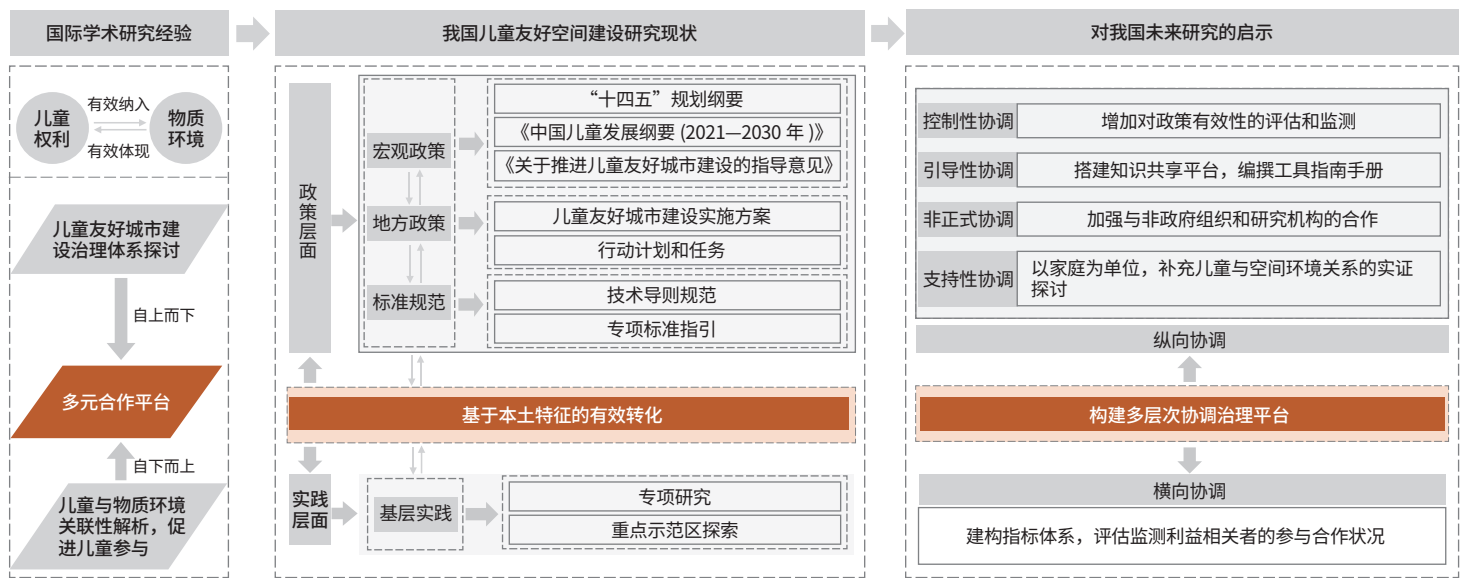 国际学术研究经验
儿童
权利
有效纳入
有效体现
物质
环境
儿童友好城市建
设治理体系探讨
自上而下
多元合作平台
自下而上
儿童与物质环境
关联性解析，促
进儿童参与
我国儿童友好空间建设研究现状
政
策
层
面
宏观政策
“十四五”规划纲要
《中国儿童发展纲要 (2021—2030 年 )》
《关于推进儿童友好城市建设的指导意见》
地方政策
儿童友好城市建设实施方案
行动计划和任务
标准规范
技术导则规范
专项标准指引
基于本土特征的有效转化
实践
层面
基层实践
专项研究
重点示范区探索
对我国未来研究的启示
控制性协调
增加对政策有效性的评估和监测
引导性协调
搭建知识共享平台，编撰工具指南手册
非正式协调
加强与非政府组织和研究机构的合作
支持性协调
以家庭为单位，补充儿童与空间环境关系的实证
探讨
纵向协调
构建多层次协调治理平台
横向协调
建构指标体系，评估监测利益相关者的参与合作状况